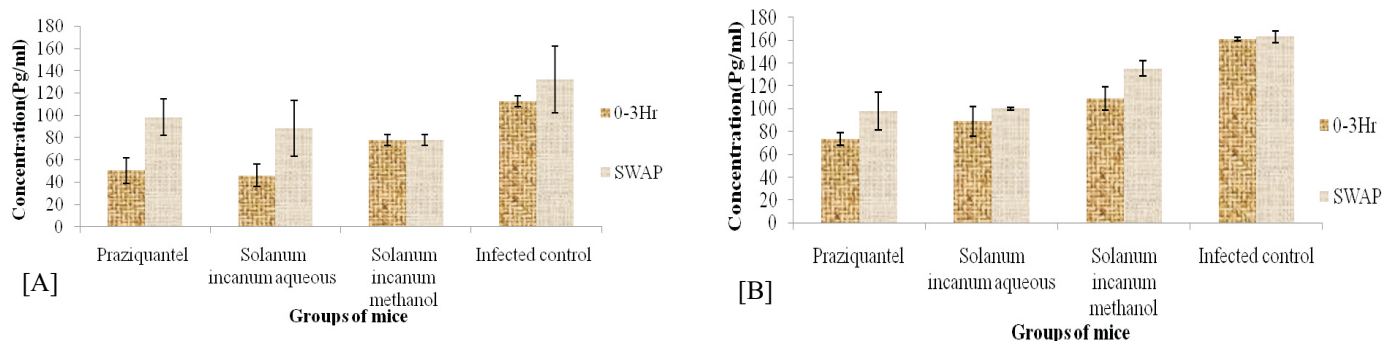 180
160
140
120
100
80
60
40
20
0
Concentration(Pg/ml)
Praziquantel
Solanum
incanum aqueous
Solanum
incanum
methanol
Infected control
Groups of mice
0-3Hr
SWAP
[A]
180
160
140
120
100
80
60
40
20
0
Concentration(Pg/ml)
Praziquantel
Solanum
incanum aqueous
Solanum
incanum
methanol
Infected control
Groups of mice
0-3Hr
SWAP
[B]